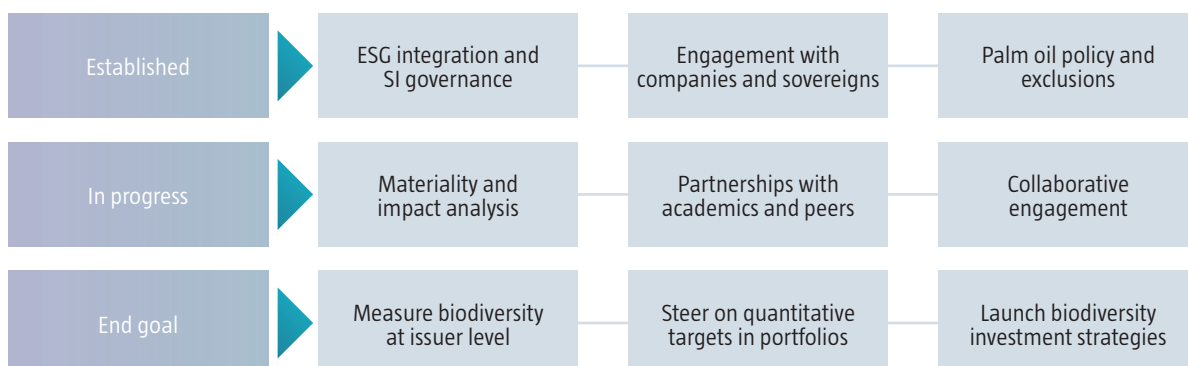 Established
ESG integration and
SI governance
Engagement with
companies and sovereigns
Palm oil policy and
exclusions
In progress
Materiality and
impact analysis
Partnerships with
academics and peers
Collaborative
engagement
End goal
Measure biodiversity
at issuer level
Steer on quantitative
targets in portfolios
Launch biodiversity
investment strategies